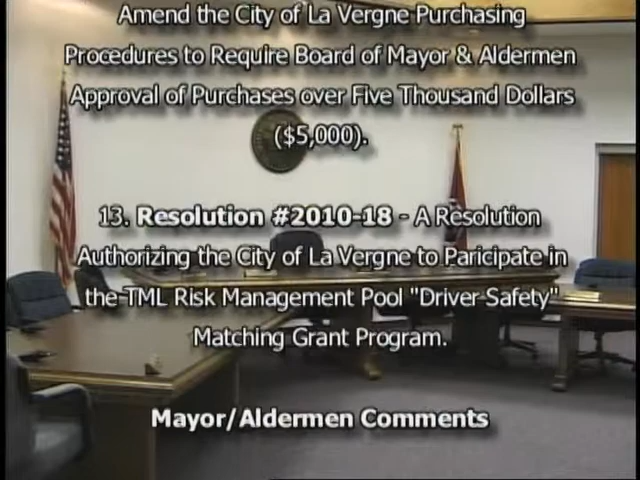 Amend the City of La Vergne Purchasing
Procedures to Require Board of Mayor & Aldermen
Approval of Purchases over Five Thousand Dollars
($5,000).
13. Resolution #2010-18 - A Resolution
Authorizing the City of La Vergne to Paricipate in
the TML Risk Management Pool "Driver Safety"
Matching Grant Program.
Mayor/Aldermen Comments